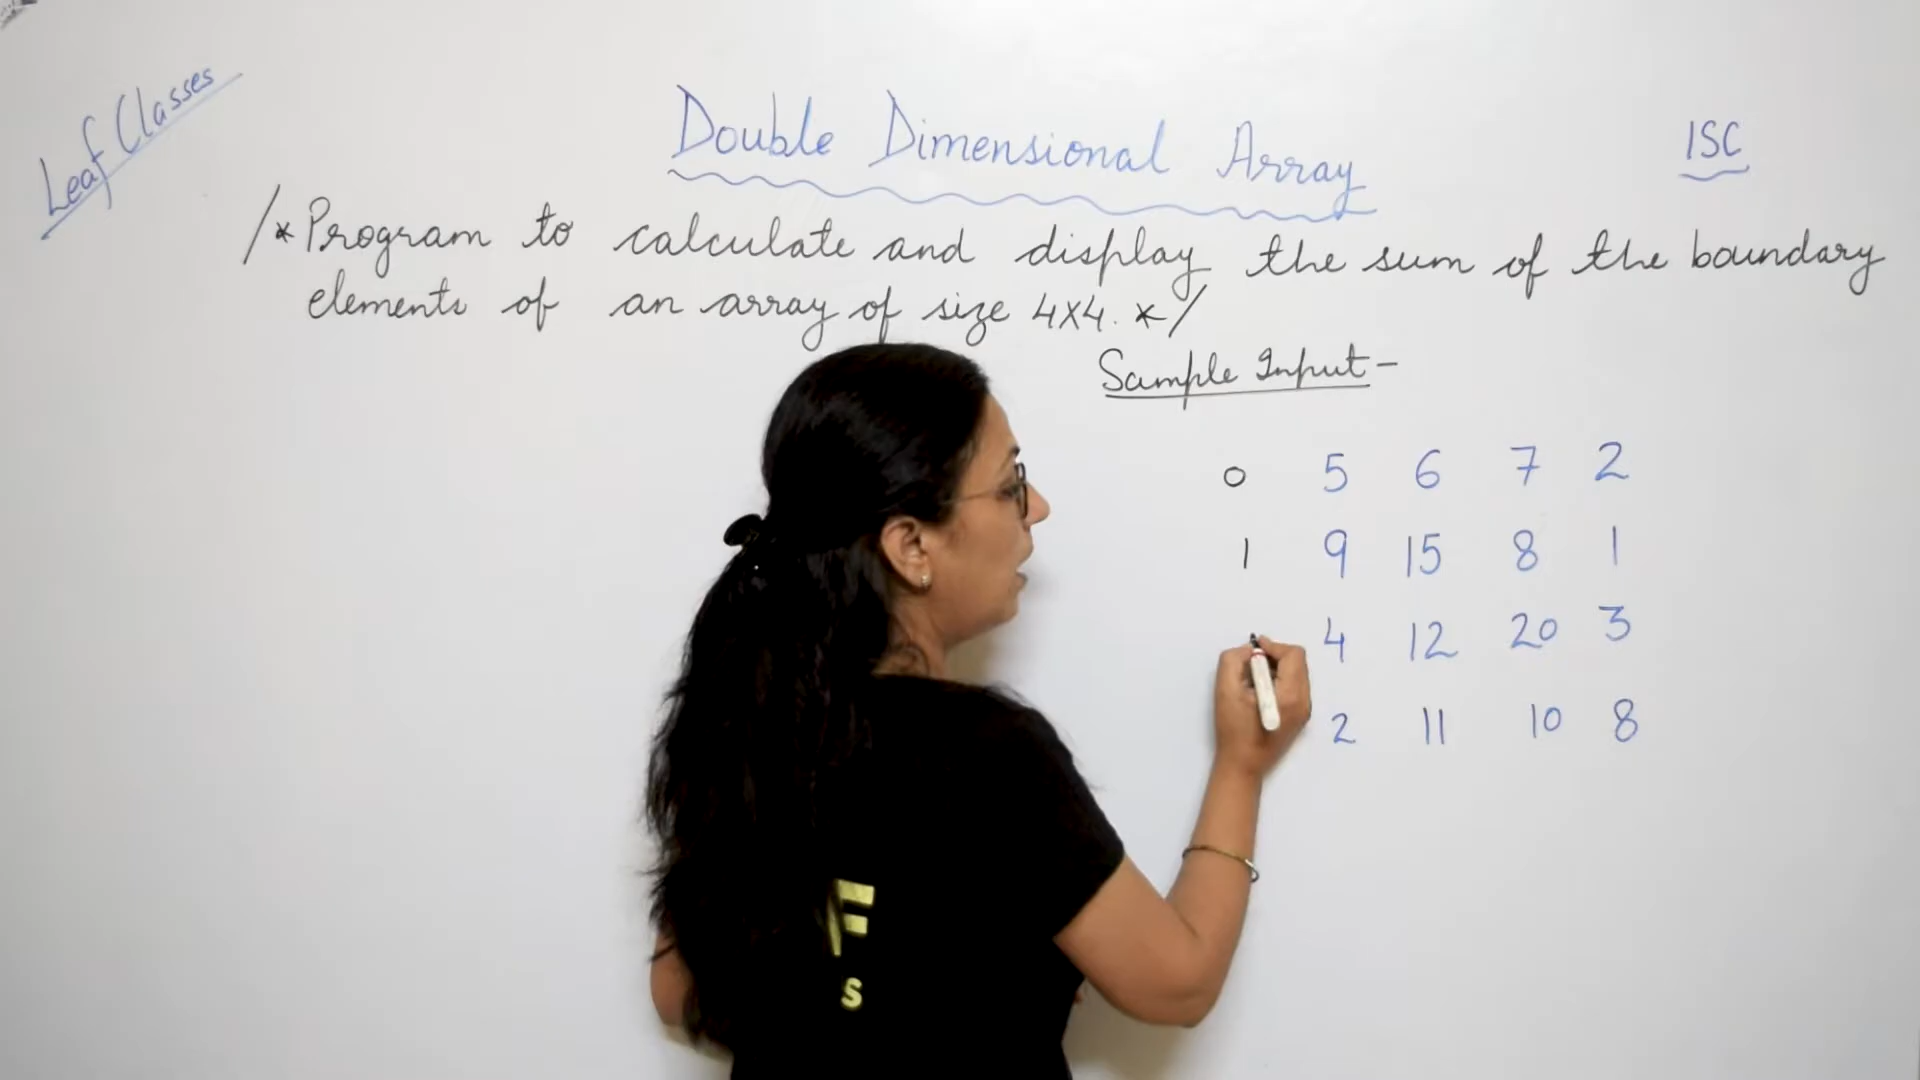 Leaf Classes
Double Dimensional Array
ISC
/* Program to calculate and display the sum of the boundary
elements of an array of size 4X4. */
Sample Input -
0 5 6 7 2
1 9 15 8 1
4 12 20 3
2 11 10 8
F
S